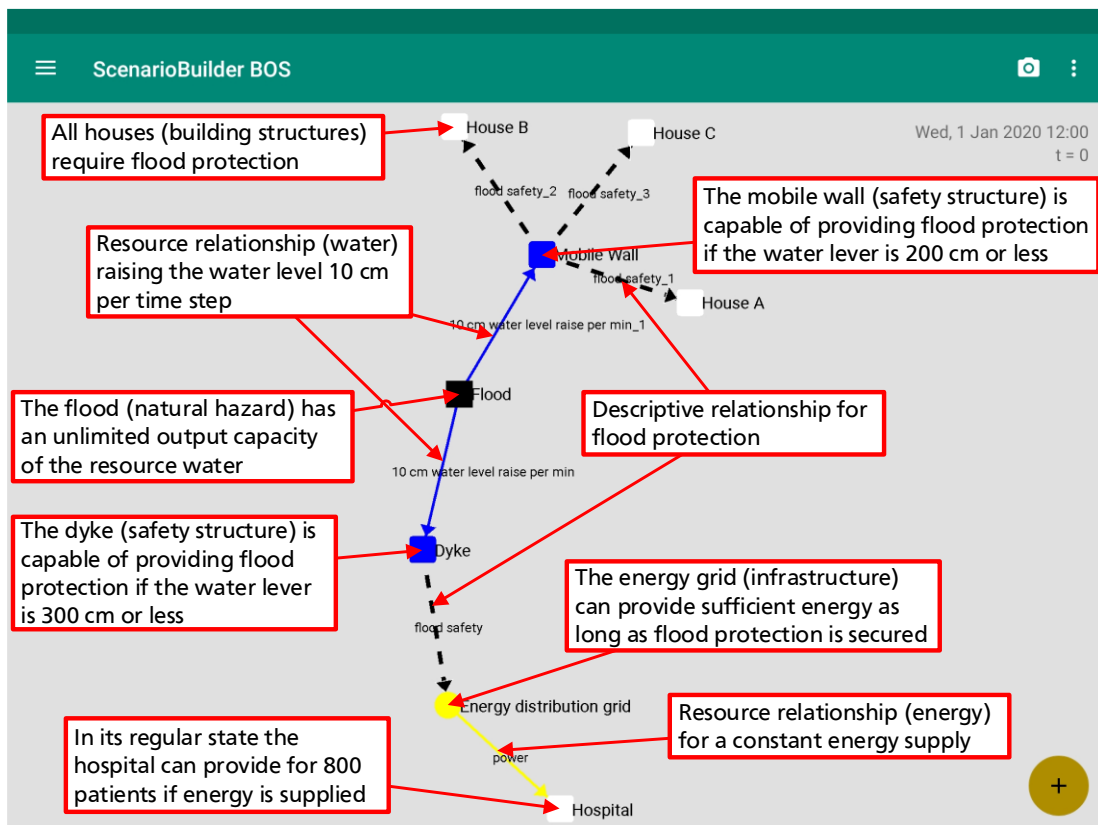 ScenarioBuilder BOS
All houses (building structures)
require flood protection
House B
House C
Wed, 1 Jan 2020 12:00
t = 0
flood safety_2
flood safety_3
The mobile wall (safety structure) is
capable of providing flood protection
if the water lever is 200 cm or less
Resource relationship (water)
raising the water level 10 cm
per time step
Mobile Wall
flood safety_1
House A
10 cm water level raise per min_1
The flood (natural hazard) has
an unlimited output capacity
of the resource water
Flood
Descriptive relationship for
flood protection
10 cm water level raise per min
The dyke (safety structure) is
capable of providing flood
protection if the water lever
is 300 cm or less
Dyke
The energy grid (infrastructure)
can provide sufficient energy as
long as flood protection is secured
flood safety
Energy distribution grid
Resource relationship (energy)
for a constant energy supply
In its regular state the
hospital can provide for 800
patients if energy is supplied
power
Hospital
+